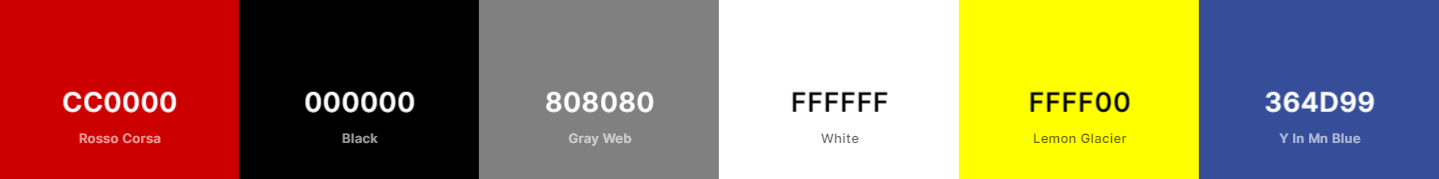 CC0000
Rosso Corsa
000000
Black
808080
Gray Web
FFFFFF
White
FFFF00
Lemon Glacier
364D99
Y In Mn Blue